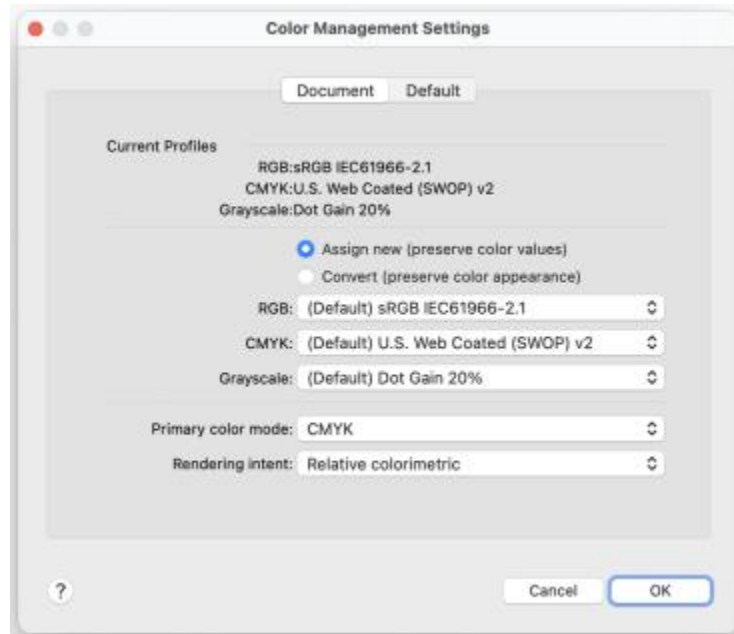 Color Management Settings
Document Default
Current Profiles
RGB:sRGB IEC61966-2.1
CMYK:U.S. Web Coated (SWOP) v2
Grayscale:Dot Gain 20%
Assign new (preserve color values)
Convert (preserve color appearance)
RGB: (Default) sRGB IEC61966-2.1
CMYK: (Default) U.S. Web Coated (SWOP) v2
Grayscale: (Default) Dot Gain 20%
Primary color mode: CMYK
Rendering intent: Relative colorimetric
? Cancel OK